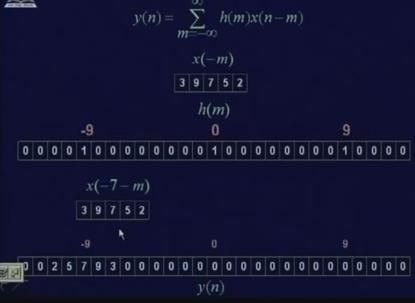 y(n) = ∞∑m=−∞ h(m)x(n−m)
x(−m)
3 9 7 5 2
h(m)
-9 0 9
0 0 0 0 1 0 0 0 0 0 0 0 0 1 0 0 0 0 0 0 0 0 1 0 0 0 0
x(−7 − m)
3 9 7 5 2
-9 0 9
0 0 2 5 7 9 3 0 0 0 0 0 0 0 0 0 0 0 0 0 0 0 0 0 0 0 0
y(n)